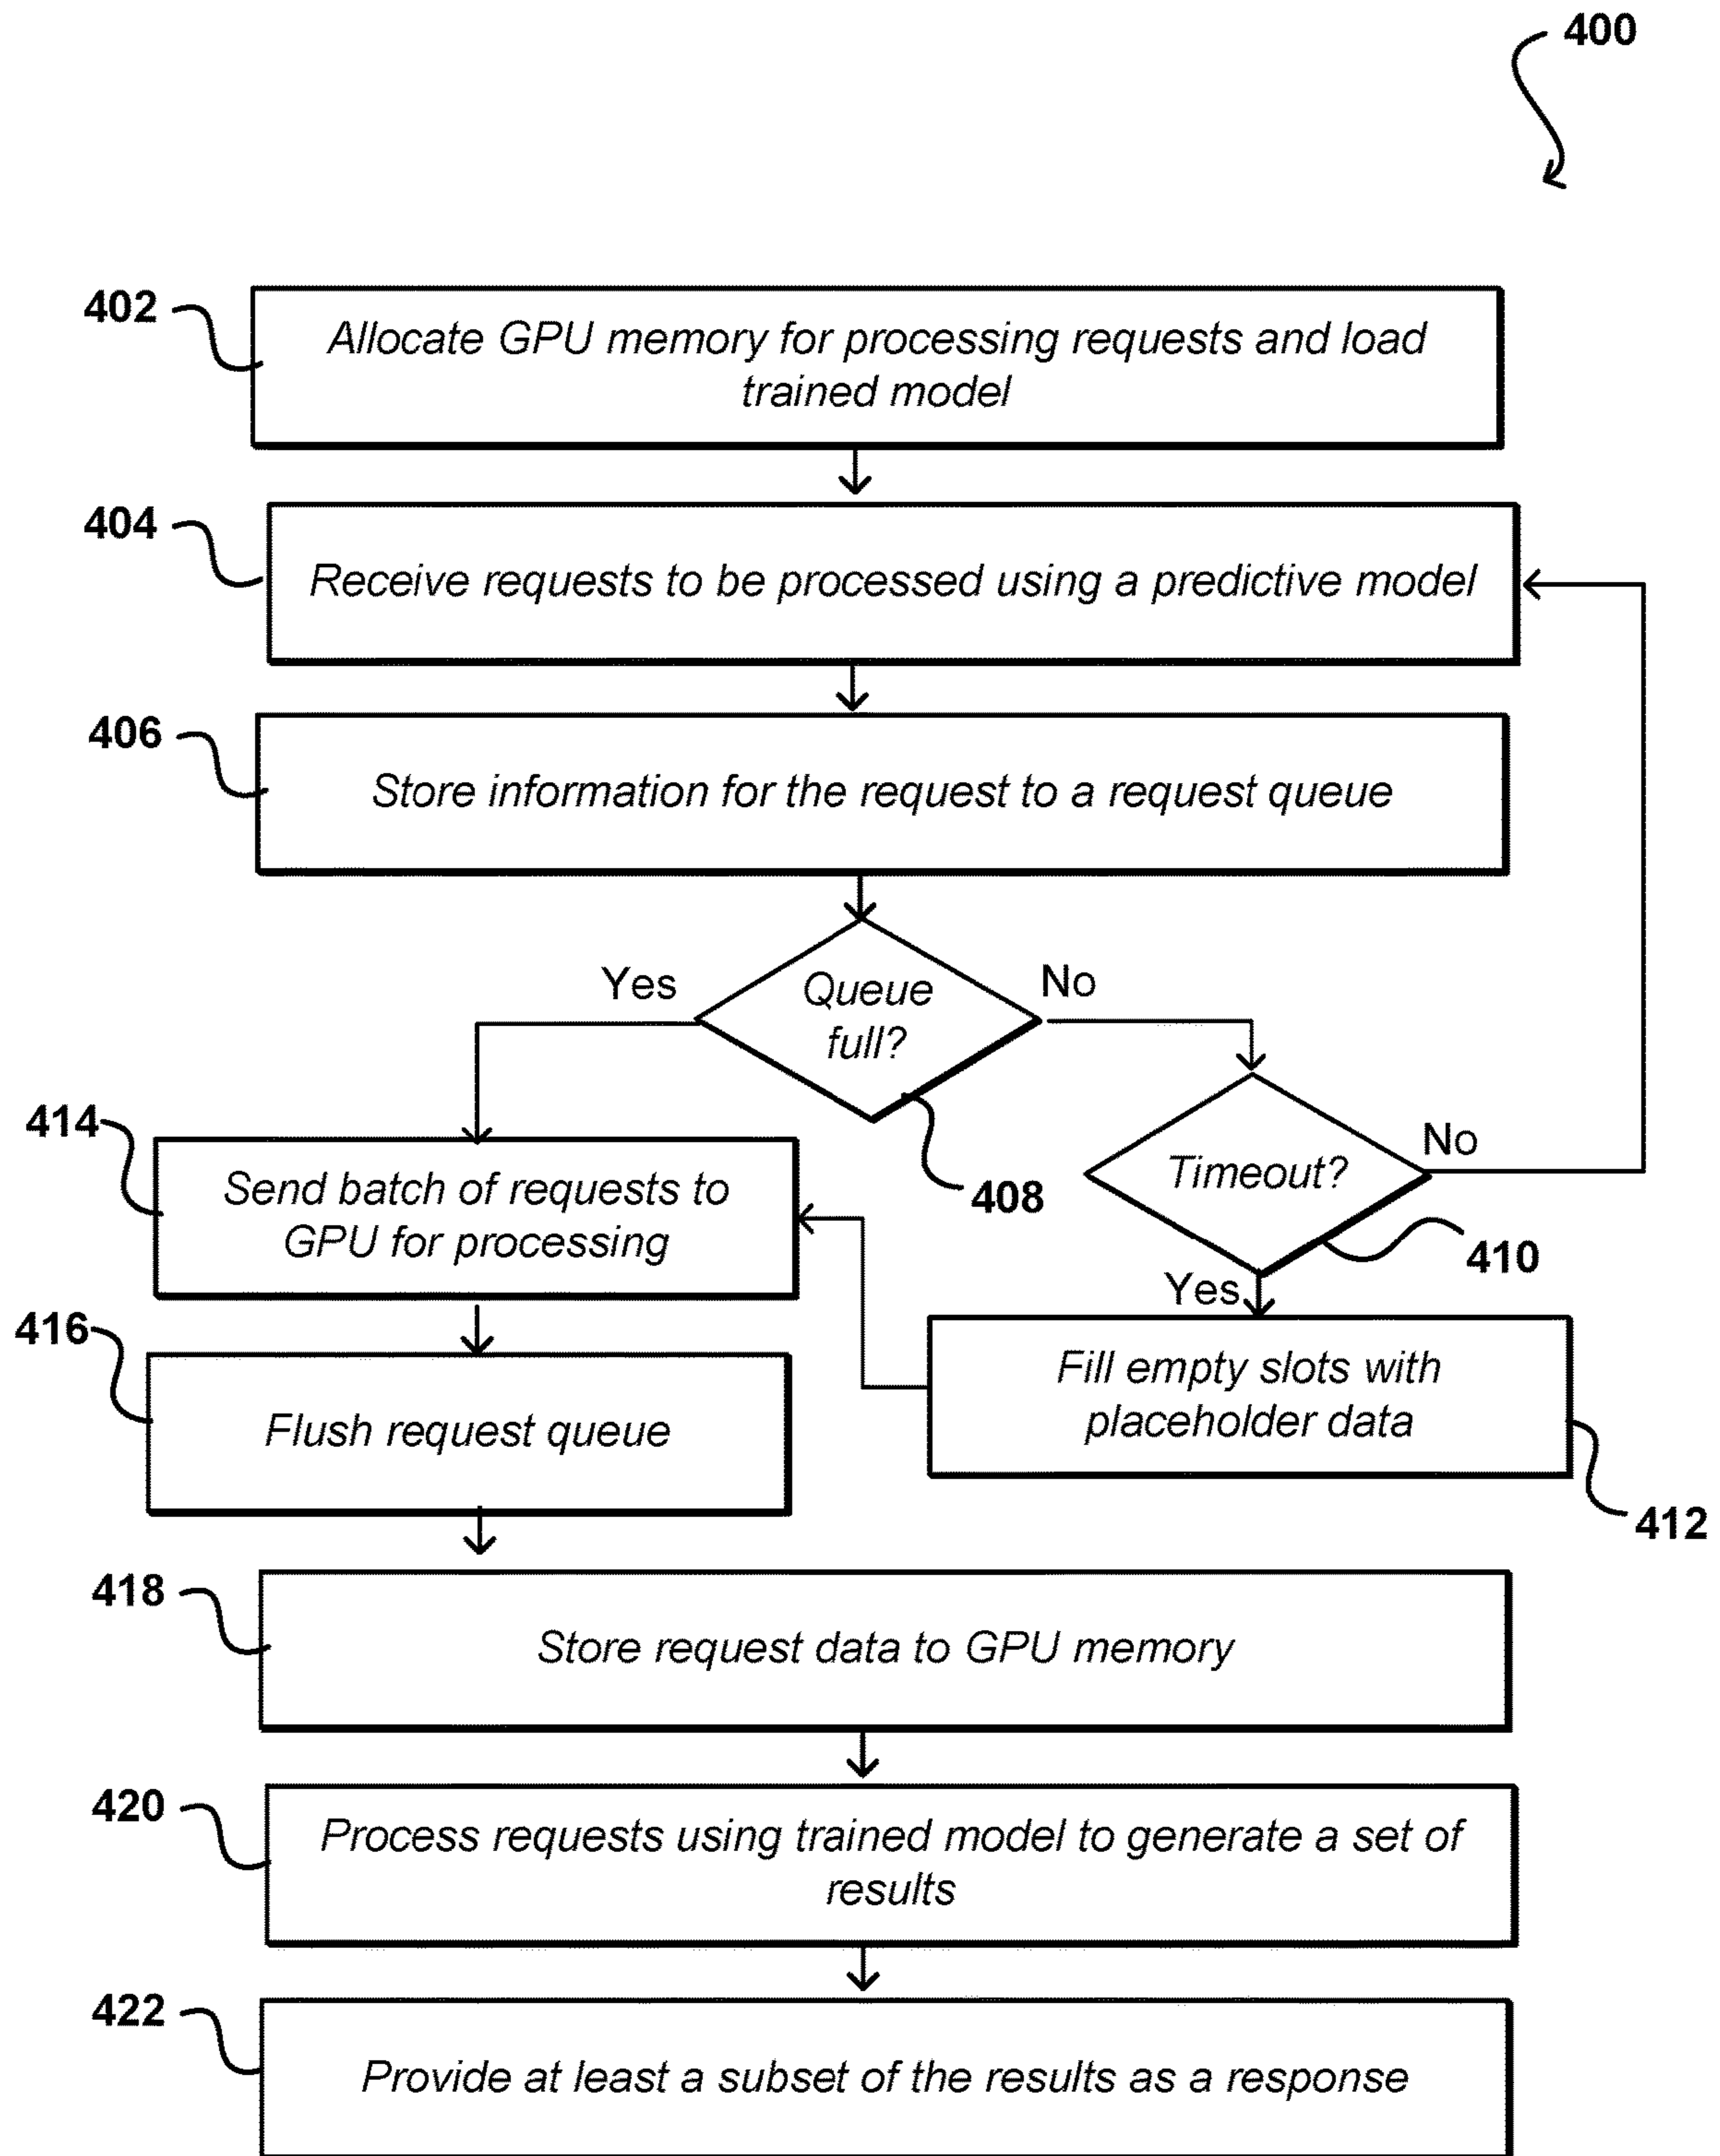 400
402
Allocate GPU memory for processing requests and load
trained model
404
Receive requests to be processed using a predictive model
406
Store information for the request to a request queue
Yes
Queue
full?
No
408
414
Send batch of requests to
GPU for processing
Timeout?
No
410
Yes
416
Flush request queue
Fill empty slots with
placeholder data
412
418
Store request data to GPU memory
420
Process requests using trained model to generate a set of
results
422
Provide at least a subset of the results as a response